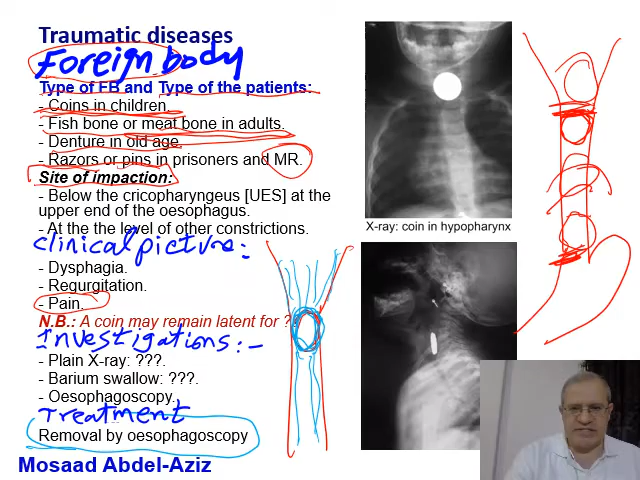 Traumatic diseases
Foreign body
Type of FB and Type of the patients:
- Coins in children.
- Fish bone or meat bone in adults.
- Denture in old age.
- Razors or pins in prisoners and MR.
Site of impaction:
- Below the cricopharyngeus [UES] at the
upper end of the oesophagus.
- At the the level of other constrictions.
clinical picture:
- Dysphagia.
- Regurgitation.
- Pain.
N.B.: A coin may remain latent for ?
Investigations:-
- Plain X-ray: ???.
- Barium swallow: ???.
- Oesophagoscopy.
Treatment
Removal by oesophagoscopy
Mosaad Abdel-Aziz
X-ray: coin in hypopharynx